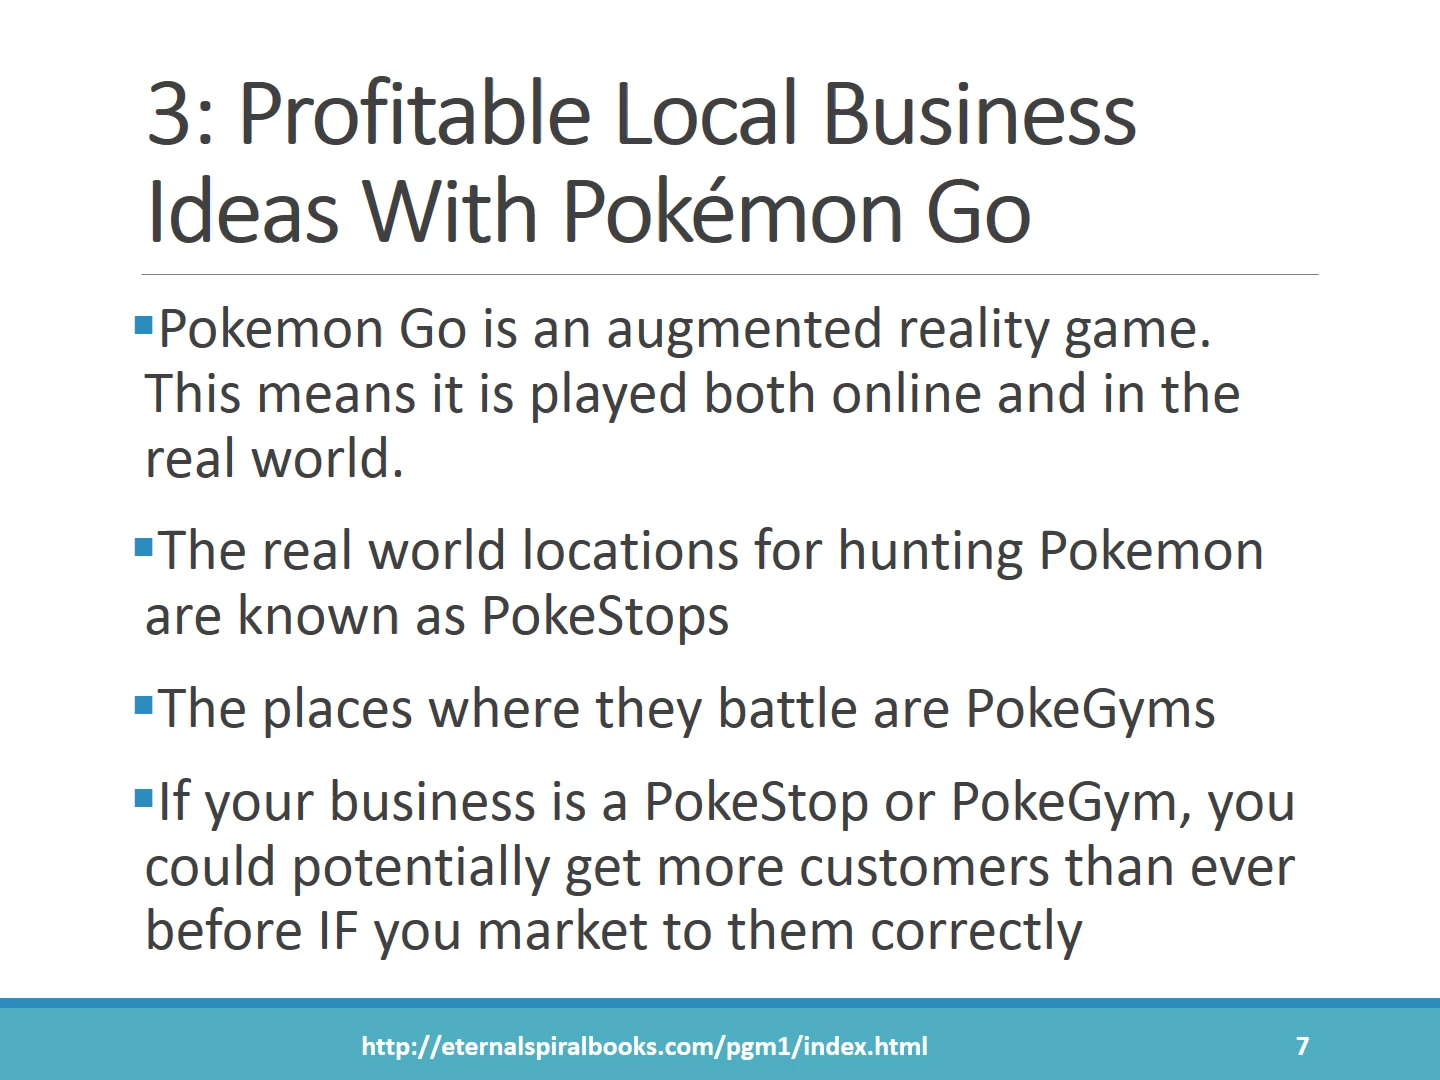 3: Profitable Local Business
Ideas With Pokémon Go
▪Pokemon Go is an augmented reality game.
This means it is played both online and in the
real world.
▪The real world locations for hunting Pokemon
are known as PokeStops
▪The places where they battle are PokeGyms
▪If your business is a PokeStop or PokeGym, you
could potentially get more customers than ever
before IF you market to them correctly
http://eternalspiralbooks.com/pgm1/index.html
7